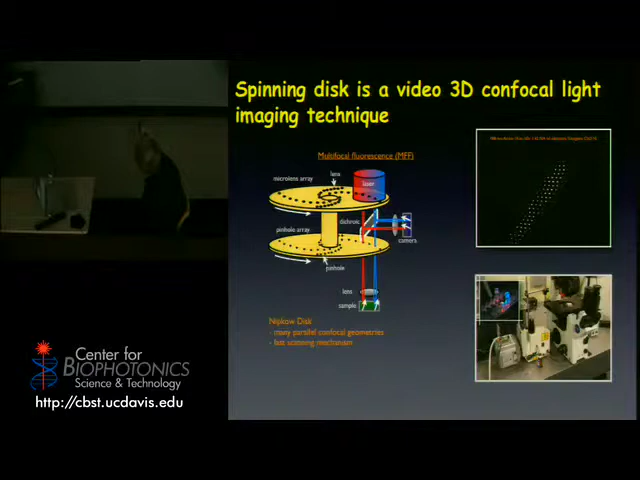 Spinning disk is a video 3D confocal light
imaging technique
Multifocal fluorescence (MFF)
lens
microlens array
laser
dichroic
pinhole array
camera
pinhole
lens
sample
Nipkow Disk
- many parallel confocal geometries
- fast scanning mechanism
Center for
BIOPHOTONICS
Science & Technology
http://cbst.ucdavis.edu